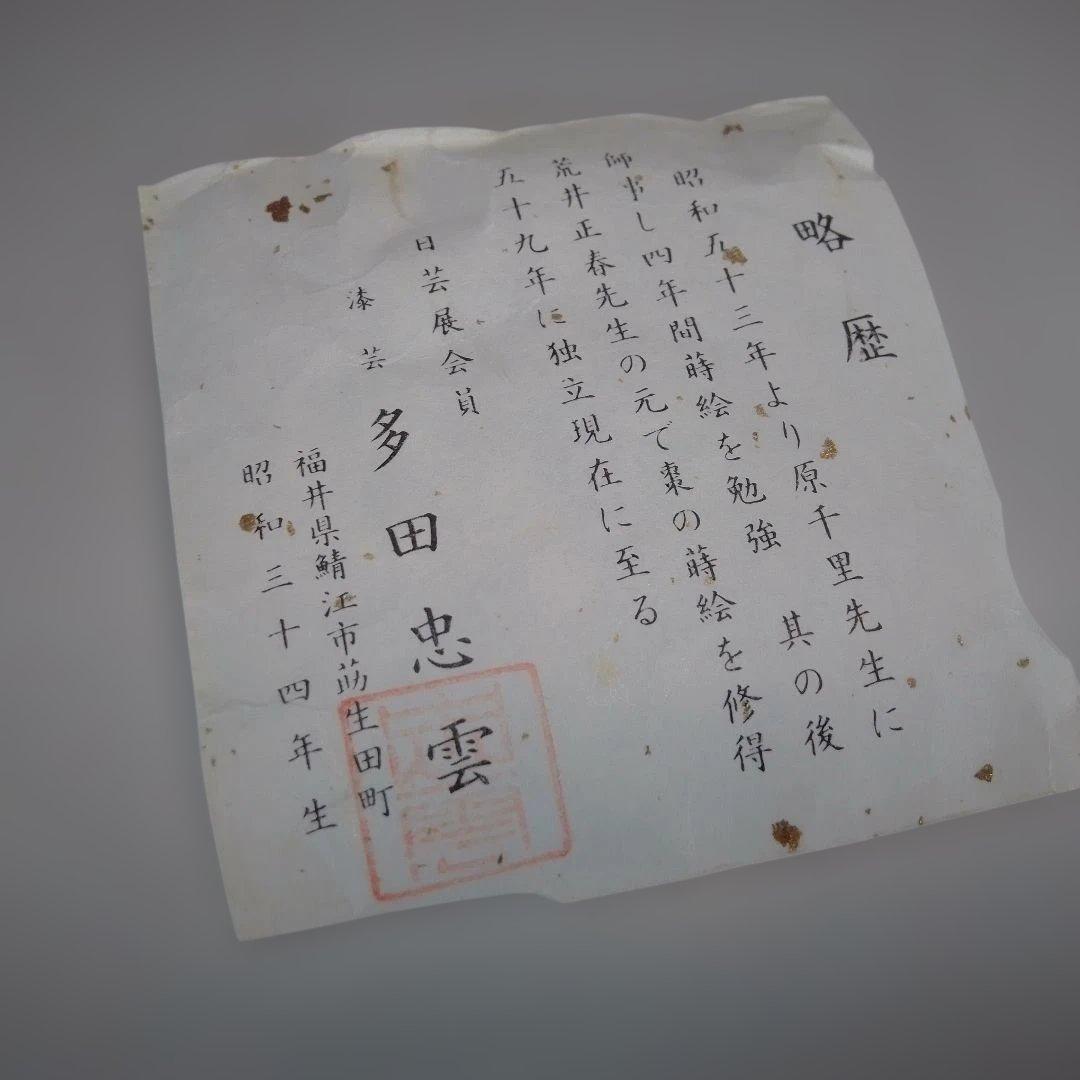 略歴
昭和五十三年より原千里先生に
師事し四年間蒔絵を勉強 其の後
荒井正春先生の元で棗の蒔絵を修得
五十九年に独立現在に至る
日芸展会員
漆芸 多田忠雲
福井県鯖江市莇生田町
昭和三十四年生